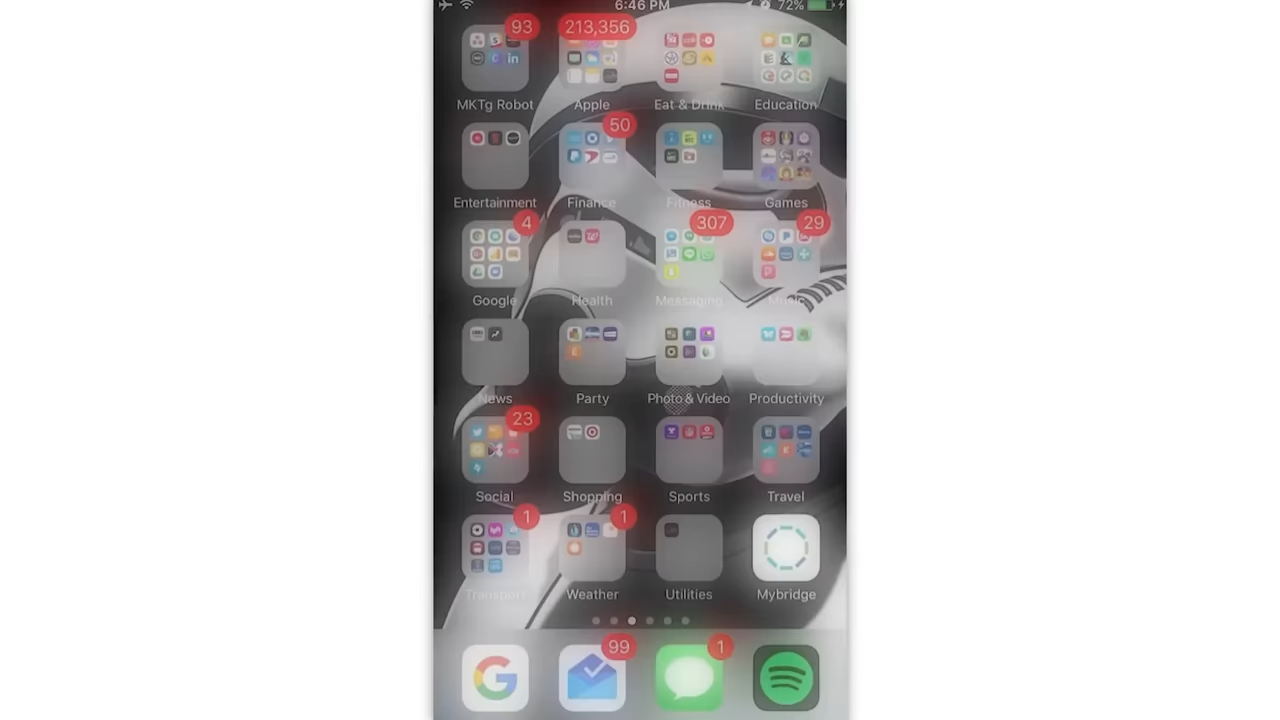 6:46 PM 72%
93 213,356
MKTg Robot Apple Eat & Drink Education
50
Entertainment Finance Fitness Games
4 307 29
Google Health Messaging Music
News Party Photo & Video Productivity
23
Social Shopping Sports Travel
1 1
Transport Weather Utilities Mybridge
99 1